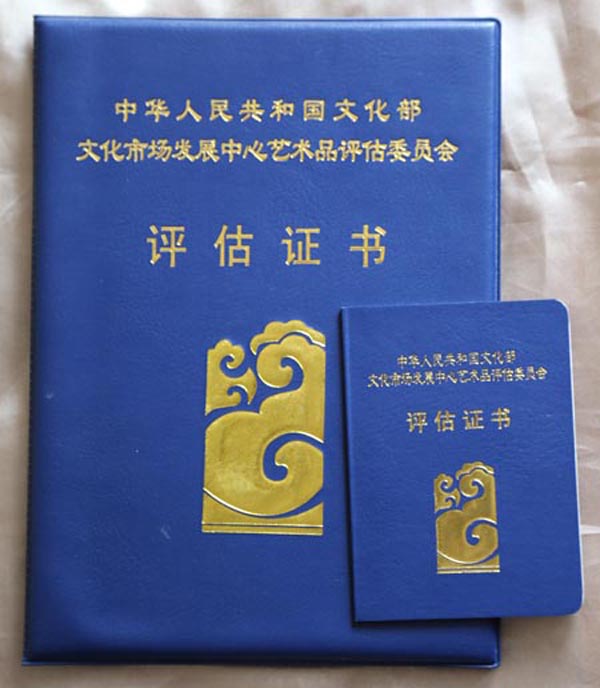 中华人民共和国文化部
文化市场发展中心艺术品评估委员会
评估证书
中华人民共和国文化部
文化市场发展中心艺术品评估委员会
评估证书